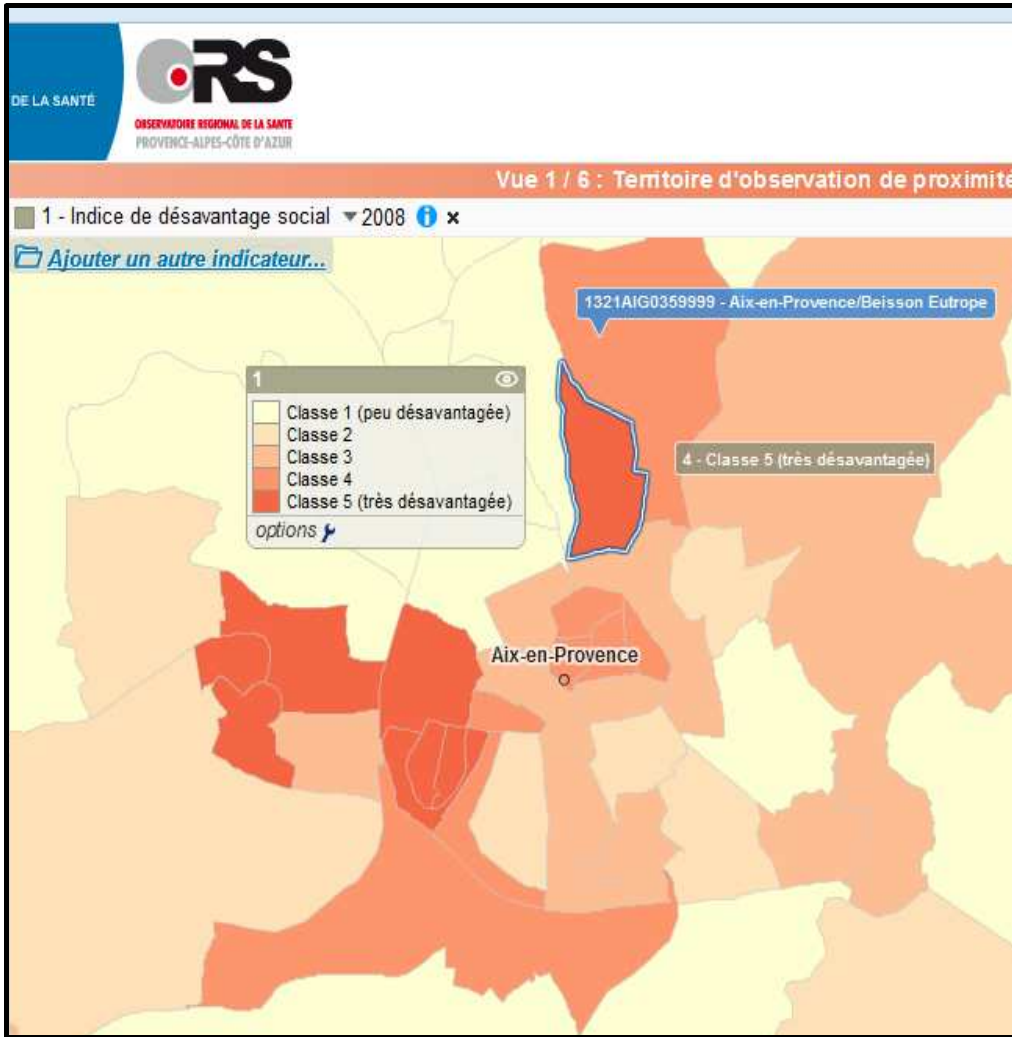 DE LA SANTÉ
ORS
OBSERVATOIRE REGIONAL DE LA SANTE
PROVENCE-ALPES-CÔTE D'AZUR
Vue 1 / 6 : Territoire d'observation de proximité
1 - Indice de désavantage social 2008
Ajouter un autre indicateur...
1321AIG0359999 - Aix-en-Provence/Beisson Eutrope
1
Classe 1 (peu désavantagée)
Classe 2
Classe 3
Classe 4
Classe 5 (très désavantagée)
options
4 - Classe 5 (très désavantagée)
Aix-en-Provence